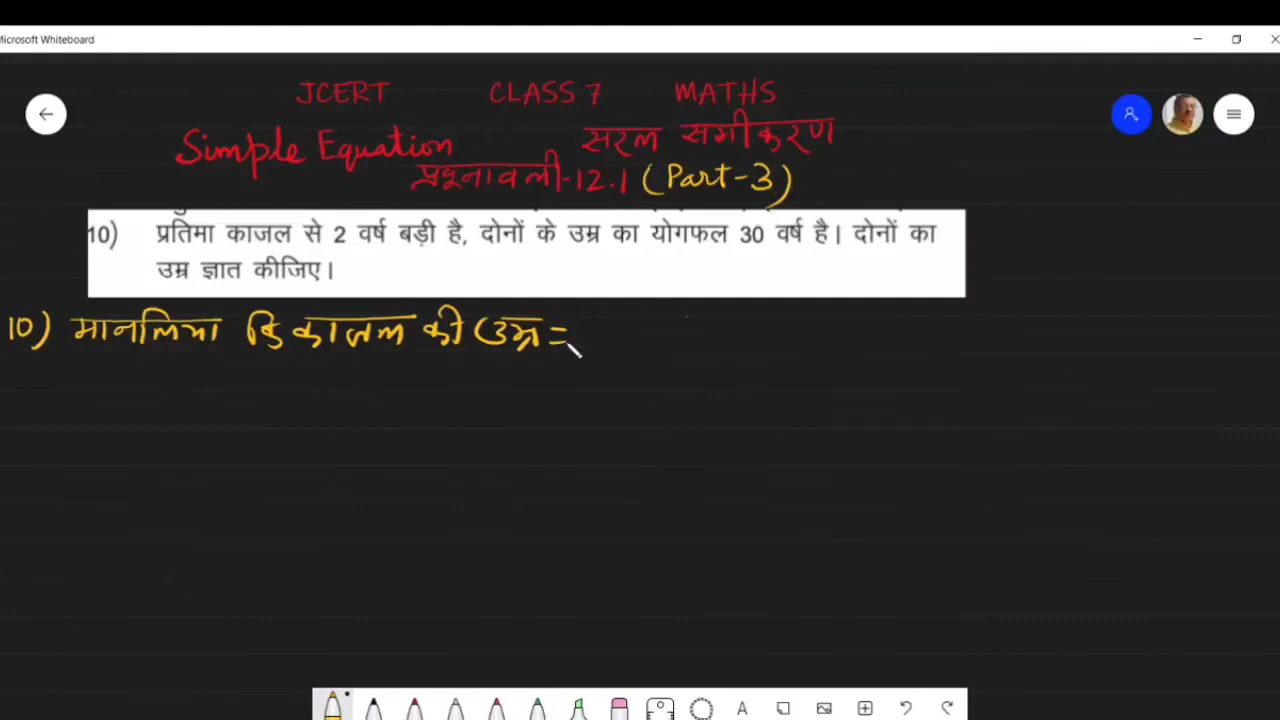 Microsoft Whiteboard
JCERT CLASS 7 MATHS
Simple Equation सरल समीकरण
प्रश्नावली-12.1 (Part-3)
10) प्रतिमा काजल से 2 वर्ष बड़ी है, दोनों के उम्र का योगफल 30 वर्ष है। दोनों का
उम्र ज्ञात कीजिए।
10) मानलिया कि काजल की उम्र =
A